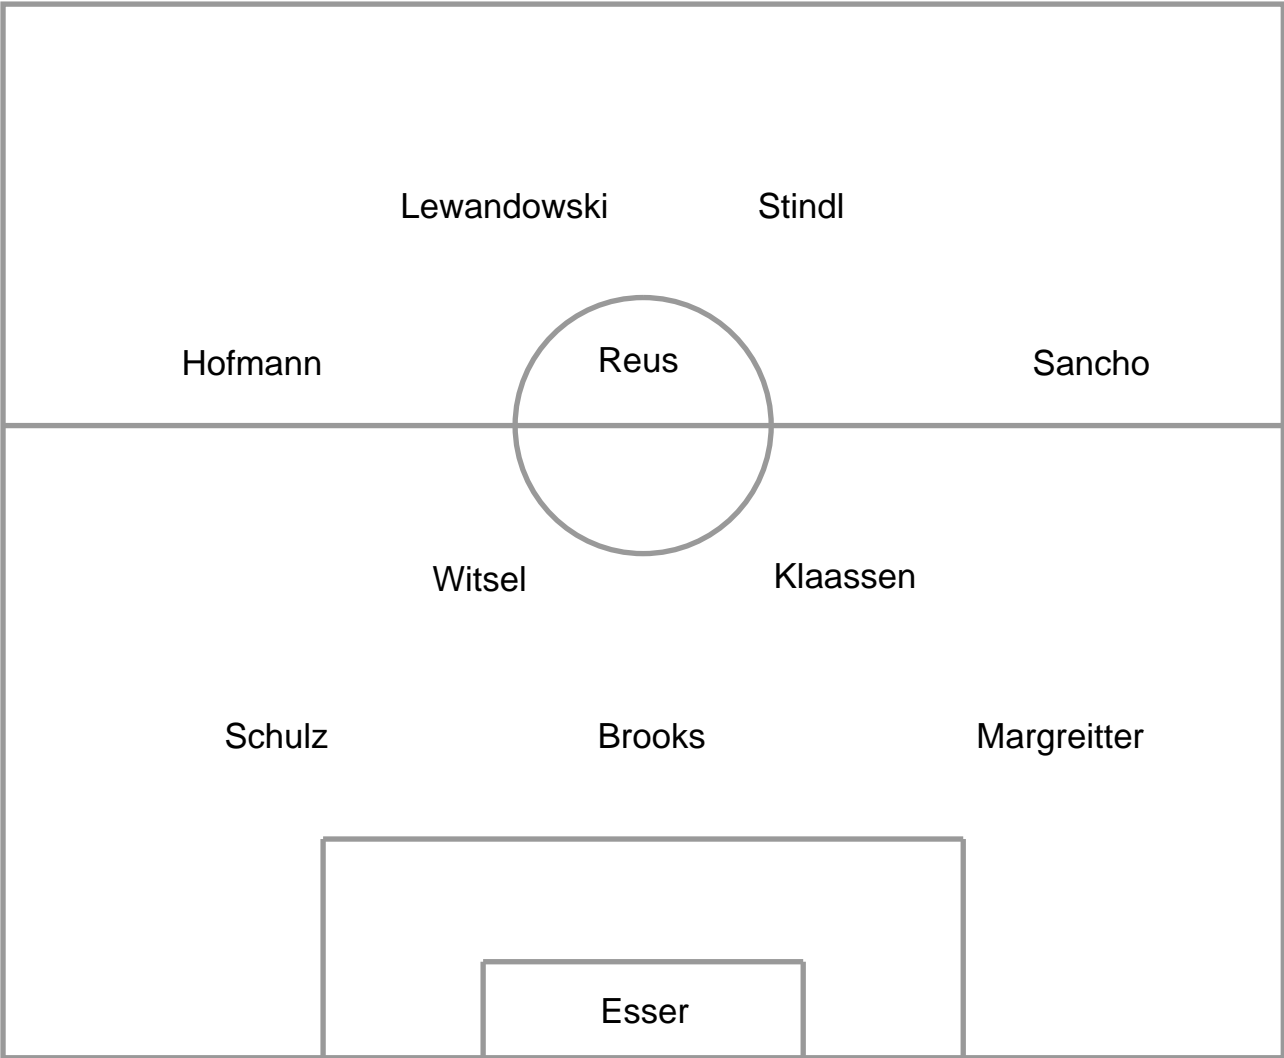 Lewandowski Stindl
Hofmann Reus Sancho
Witsel Klaassen
Schulz Brooks Margreitter
Esser